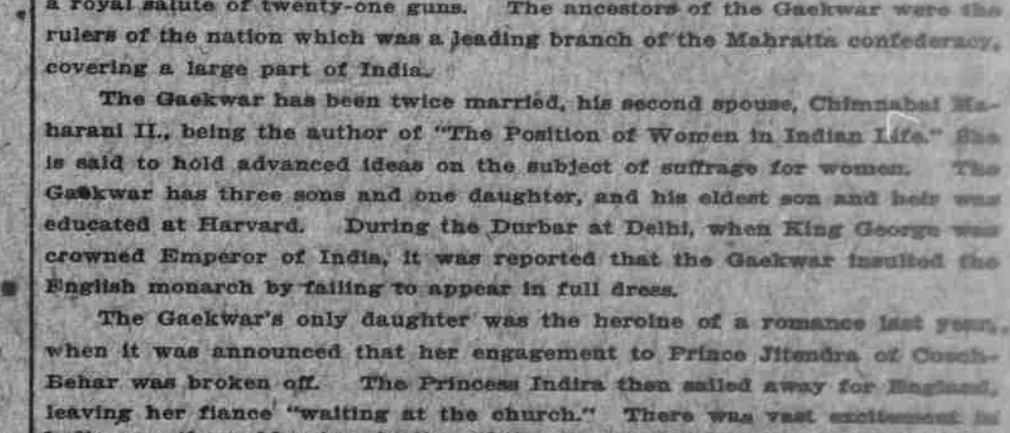 a royal salute of twenty-one guns. The ancestors of the Gaekwar were the
rulers of the nation which was a leading branch of the Mahratta confederacy,
covering a large part of India.
The Gaekwar has been twice married, his second spouse, Chimnabai Ma-
harani II., being the author of "The Position of Women in Indian Life." She
is said to hold advanced ideas on the subject of suffrage for women. The
Gaekwar has three sons and one daughter, and his eldest son and heir was
educated at Harvard. During the Durbar at Delhi, when King George was
crowned Emperor of India, it was reported that the Gaekwar insulted the
English monarch by failing to appear in full dress.
The Gaekwar's only daughter was the heroine of a romance last year,
when it was announced that her engagement to Prince Jitendra of Cooch-
Behar was broken off. The Princess Indira then sailed away for England,
leaving her fiance "waiting at the church." There was vast excitement in